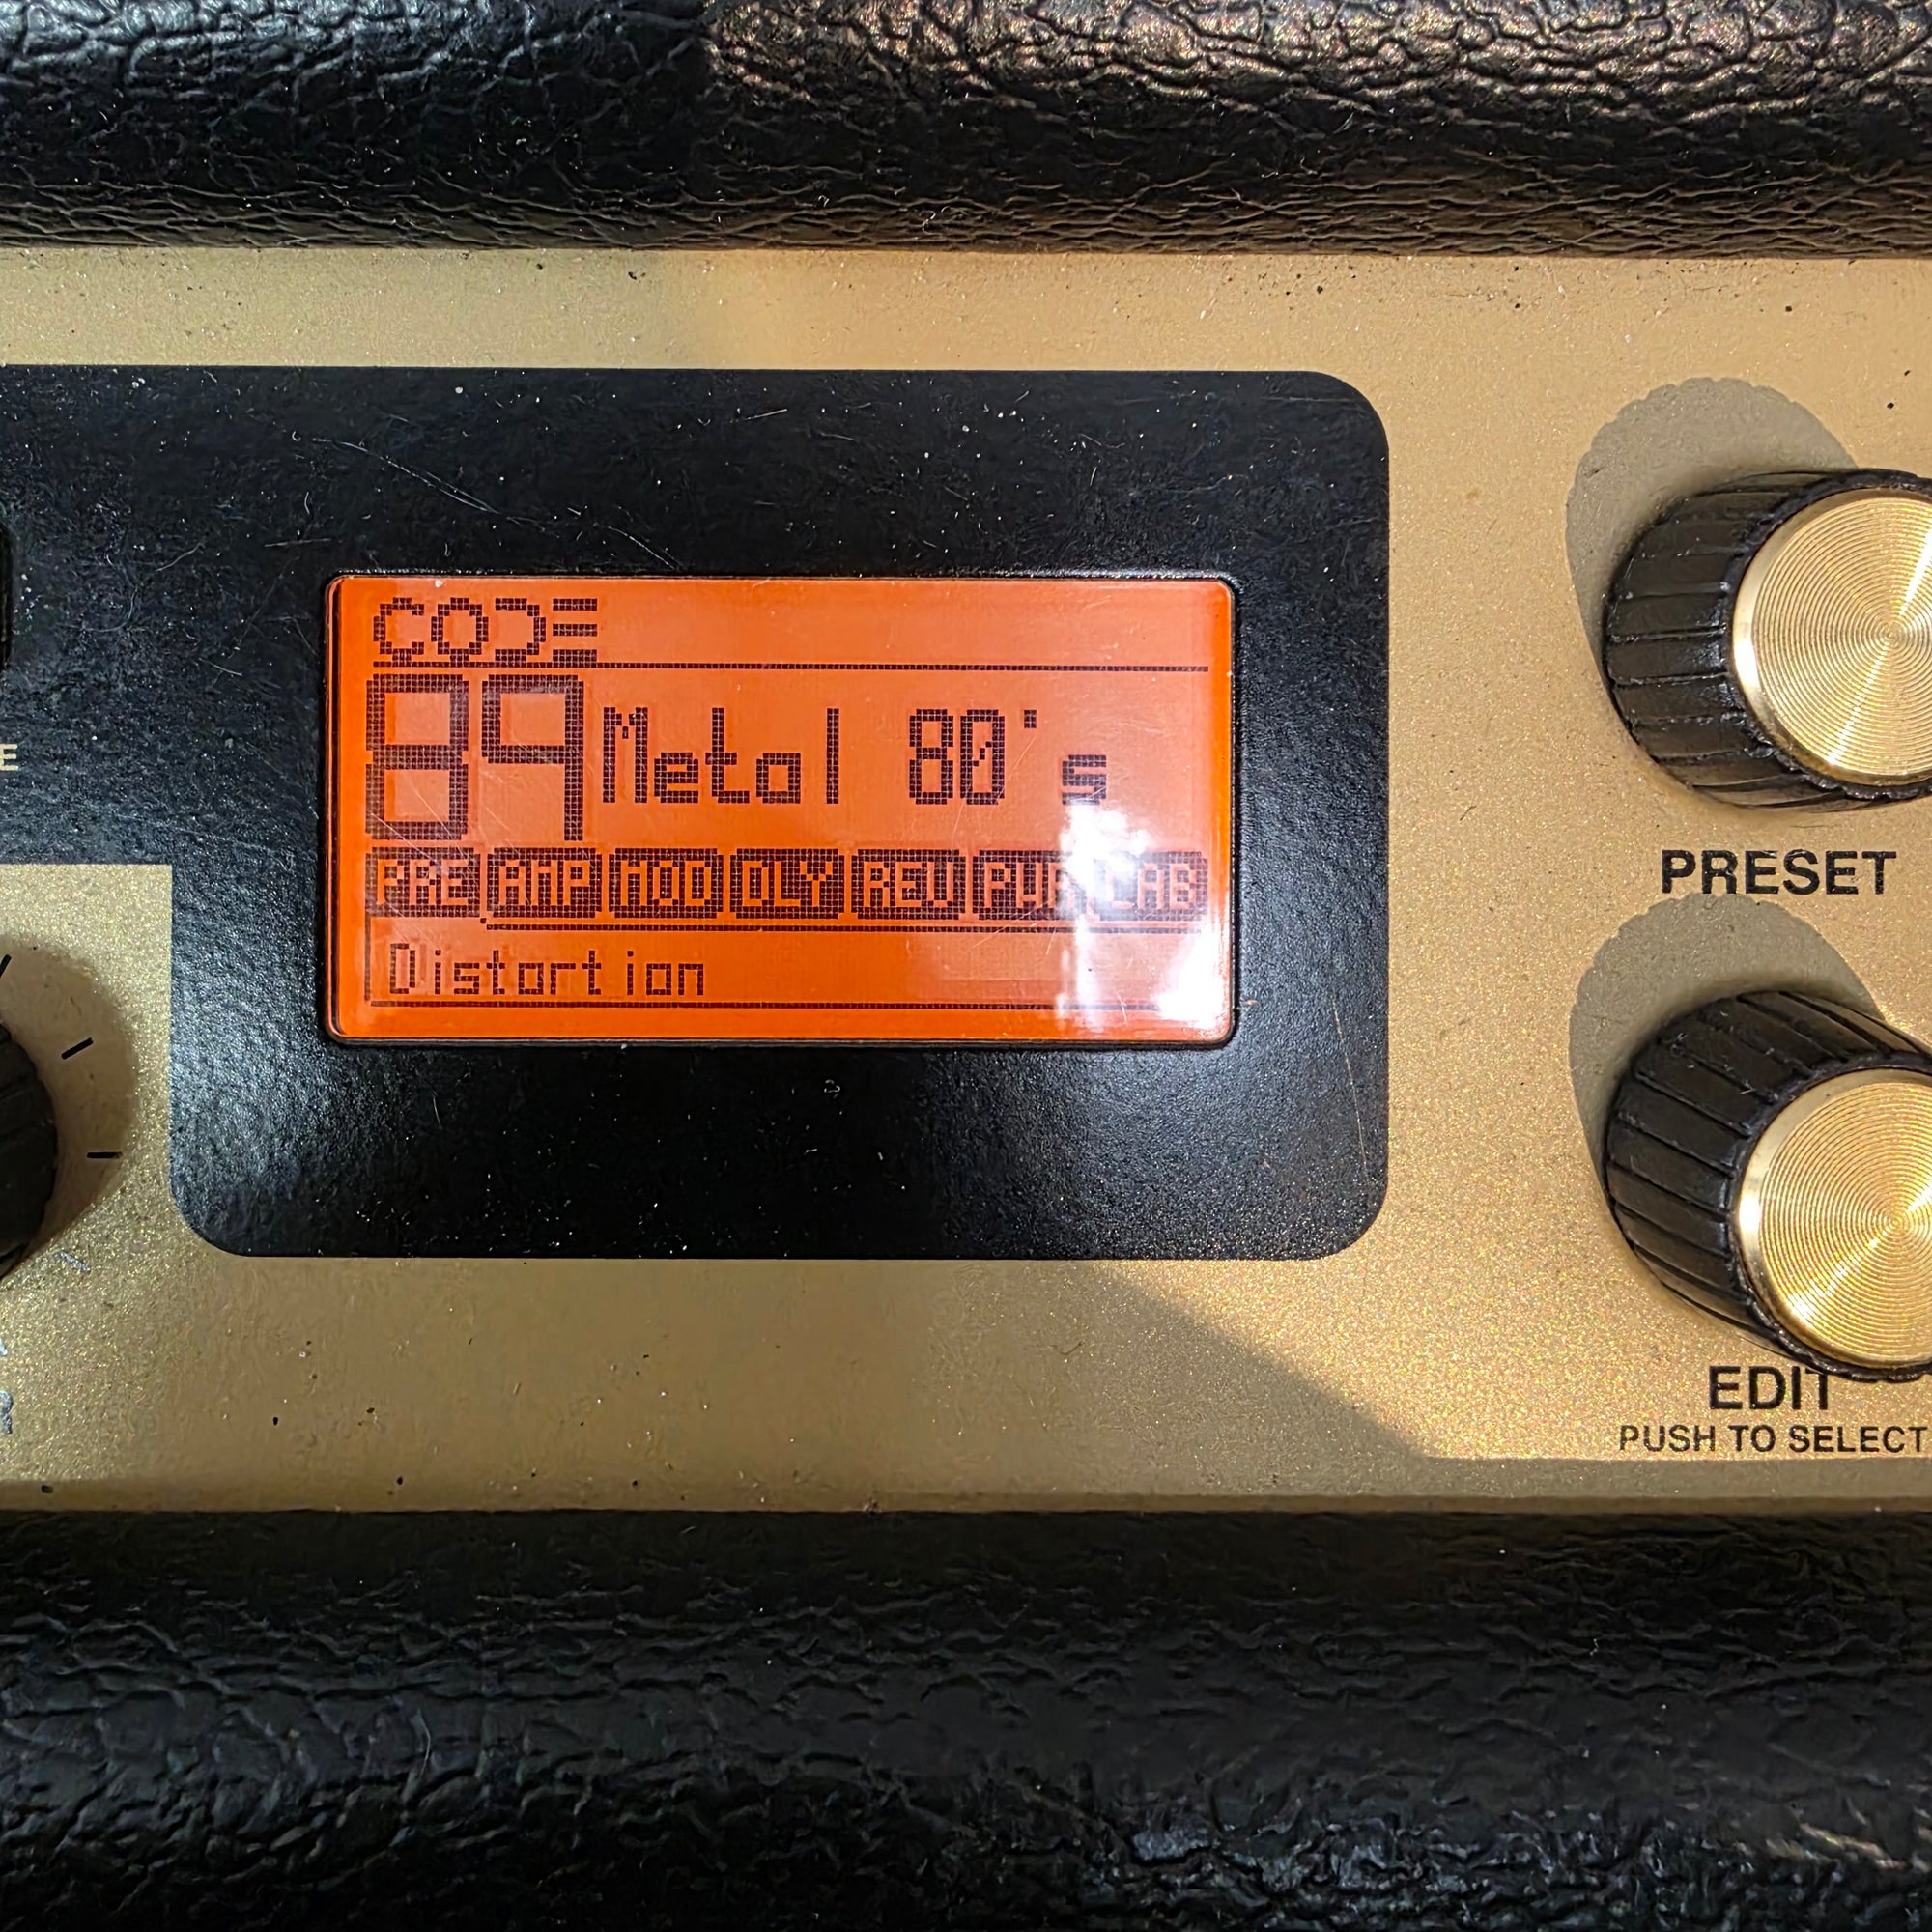 CODE
89 Metal 80's
PRE AMP MOD DLY REV PWR CAB
Distortion
PRESET
EDIT
PUSH TO SELECT
E
R